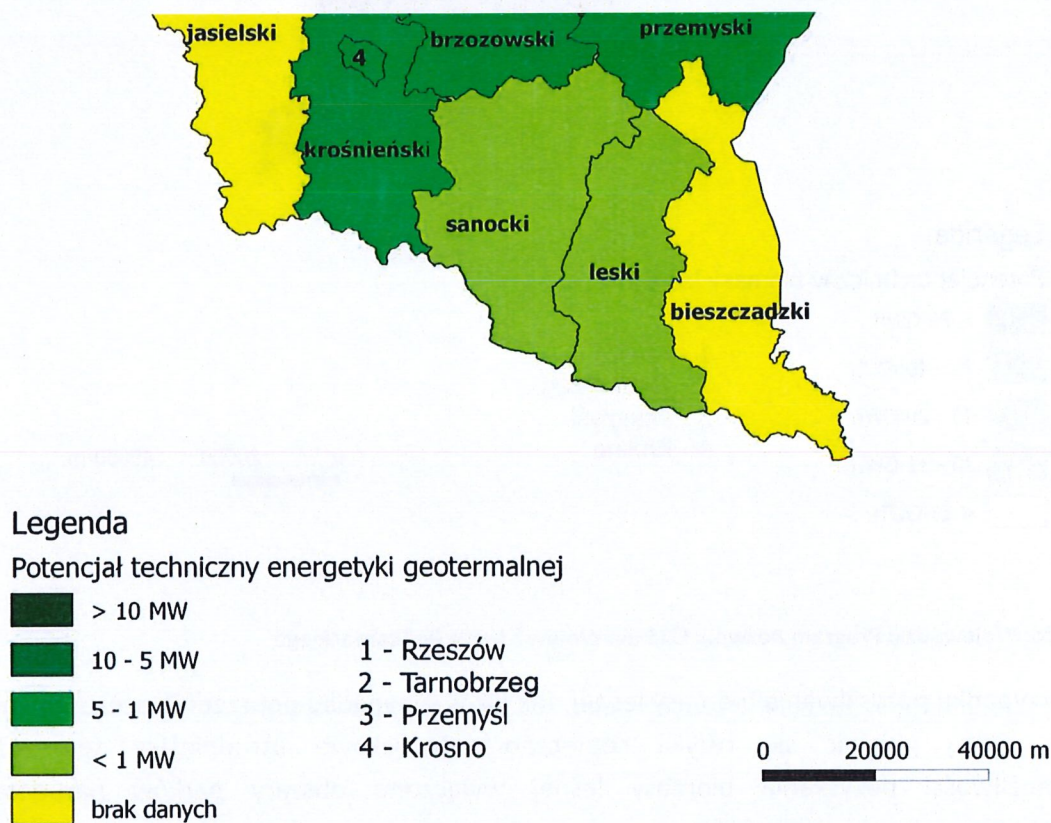 jasielski
brzozowski
przemyski
4
krośnieński
sanocki
leski
bieszczadzki
Legenda
Potencjał techniczny energetyki geotermalnej
> 10 MW
10 - 5 MW
5 - 1 MW
< 1 MW
brak danych
1 - Rzeszów
2 - Tarnobrzeg
3 - Przemyśl
4 - Krosno
0 20000 40000 m